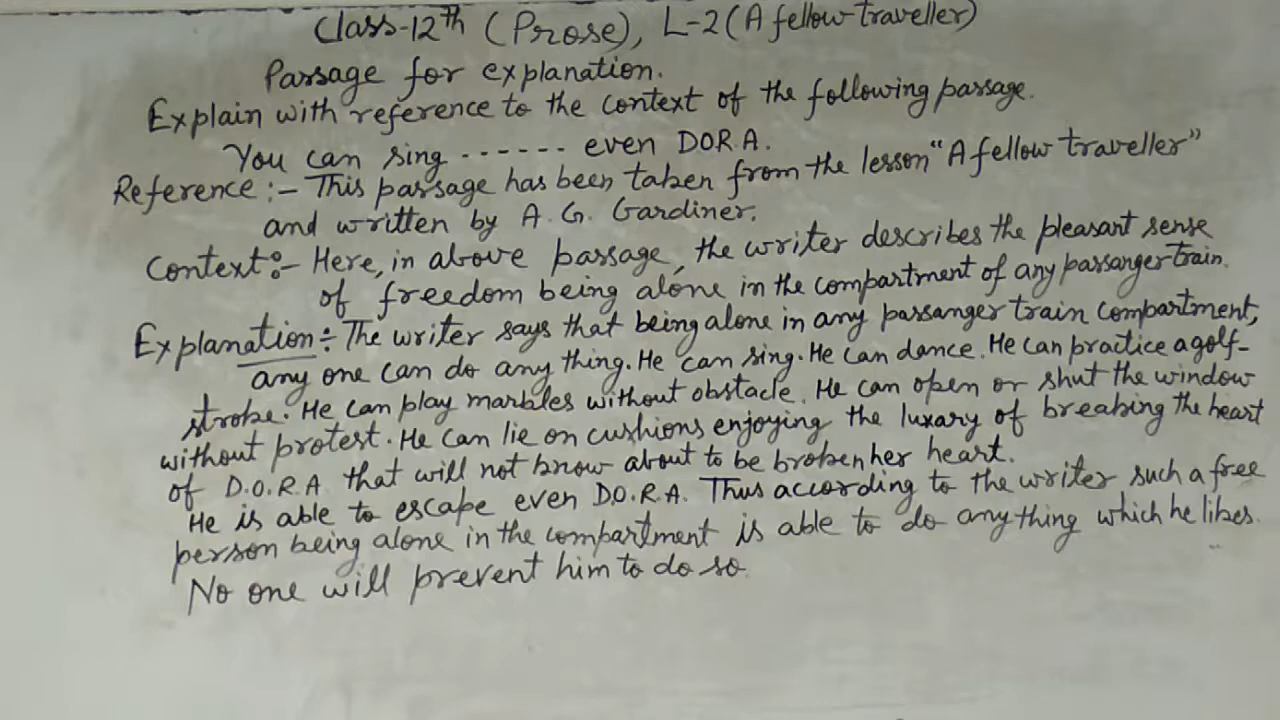 Class-12th (Prose), L-2 (A fellow traveller)
Passage for explanation.
Explain with reference to the context of the following passage.
You can sing ------ even DORA.
Reference :- This passage has been taken from the lesson "A fellow traveller"
and written by A. G. Gardiner.
Context :- Here, in above passage, the writer describes the pleasant sense
of freedom being alone in the compartment of any passanger train.
Explanation :- The writer says that being alone in any passanger train compartment,
any one can do any thing. He can sing. He can dance. He can practice a golf-
stroke. He can play marbles without obstacle. He can open or shut the window
without protest. He can lie on cushions enjoying the luxary of breaking the heart
of D.O.R.A that will not know about to be broken her heart.
He is able to escape even D.O.R.A. Thus according to the writer such a free
person being alone in the compartment is able to do any thing which he likes.
No one will prevent him to do so.